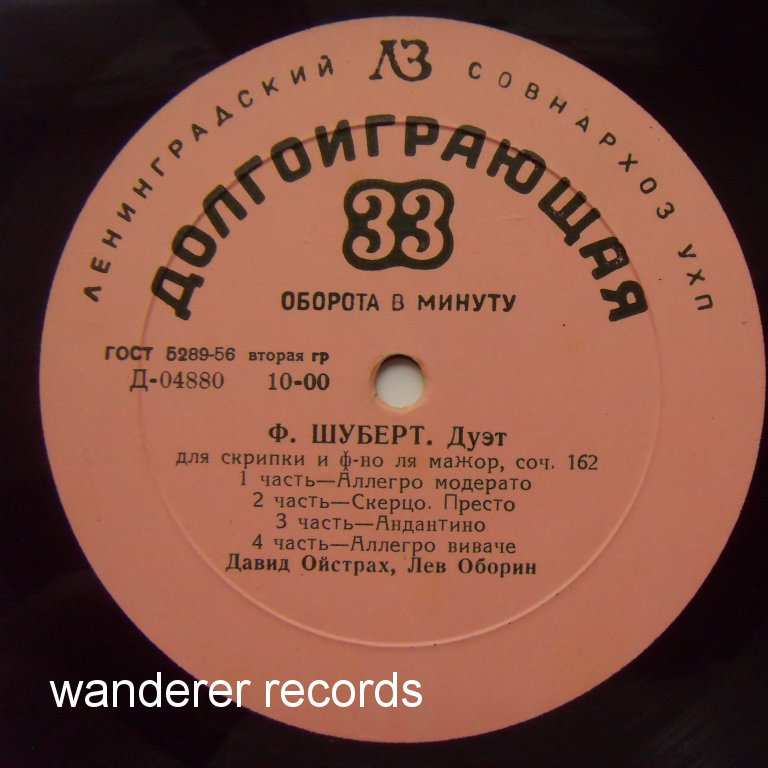 ЛЕНИНГРАДСКИЙ ЛЗ СОВНАРХОЗ УХП
ДОЛГОИГРАЮЩАЯ
33
ОБОРОТА В МИНУТУ
ГОСТ 5289-56 вторая гр
Д-04880 10-00
Ф. ШУБЕРТ. Дуэт
для скрипки и ф-но ля мажор, соч. 162
1 часть—Аллегро модерато
2 часть—Скерцо. Престо
3 часть—Андантино
4 часть—Аллегро виваче
Давид Ойстрах, Лев Оборин
wanderer records